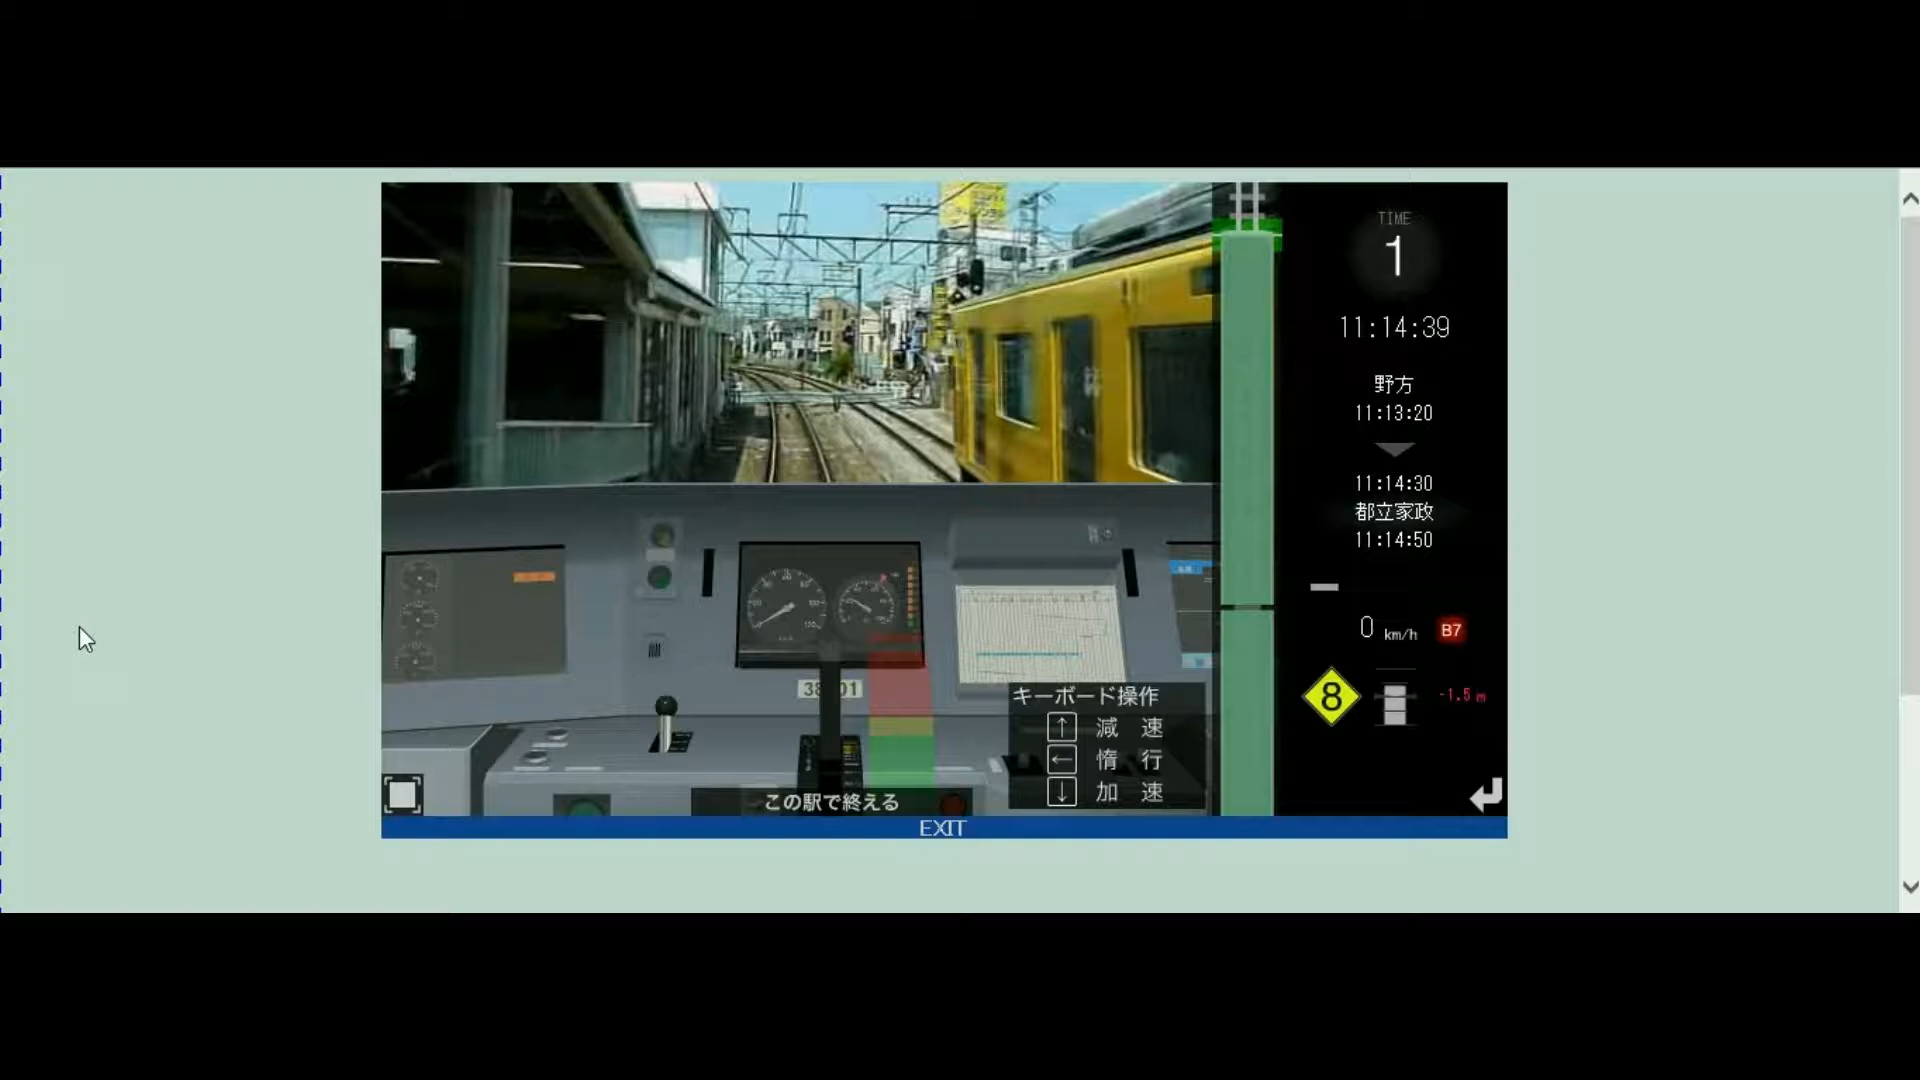 TIME
1
11:14:39
野方
11:13:20
11:14:30
都立家政
11:14:50
0 km/h B7
8
-1.5 m
キーボード操作
↑ 減 速
← 惰 行
↓ 加 速
この駅で終える
EXIT